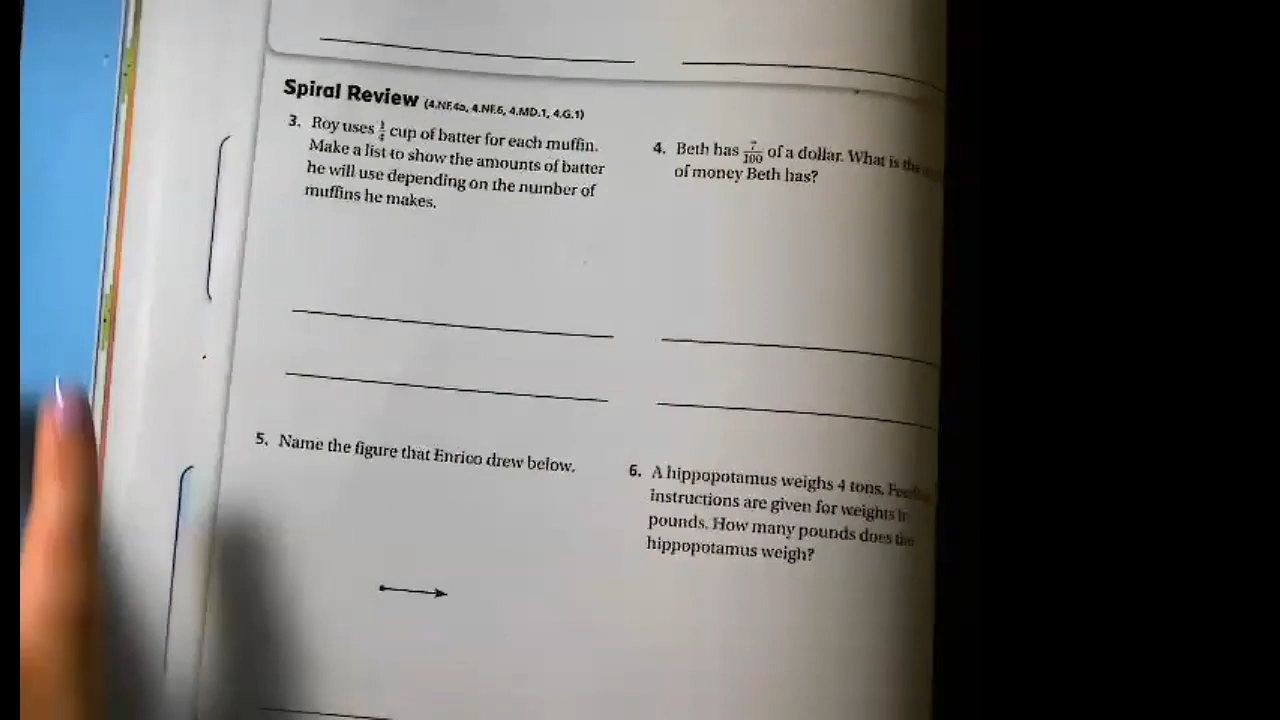 Spiral Review (4.NF.4a, 4.NF.6, 4.MD.1, 4.G.1)
3. Roy uses 1/4 cup of batter for each muffin.
Make a list to show the amounts of batter
he will use depending on the number of
muffins he makes.
4. Beth has 7/100 of a dollar. What is the
of money Beth has?
5. Name the figure that Enrico drew below.
6. A hippopotamus weighs 4 tons.
instructions are given for weights in
pounds. How many pounds does the
hippopotamus weigh?